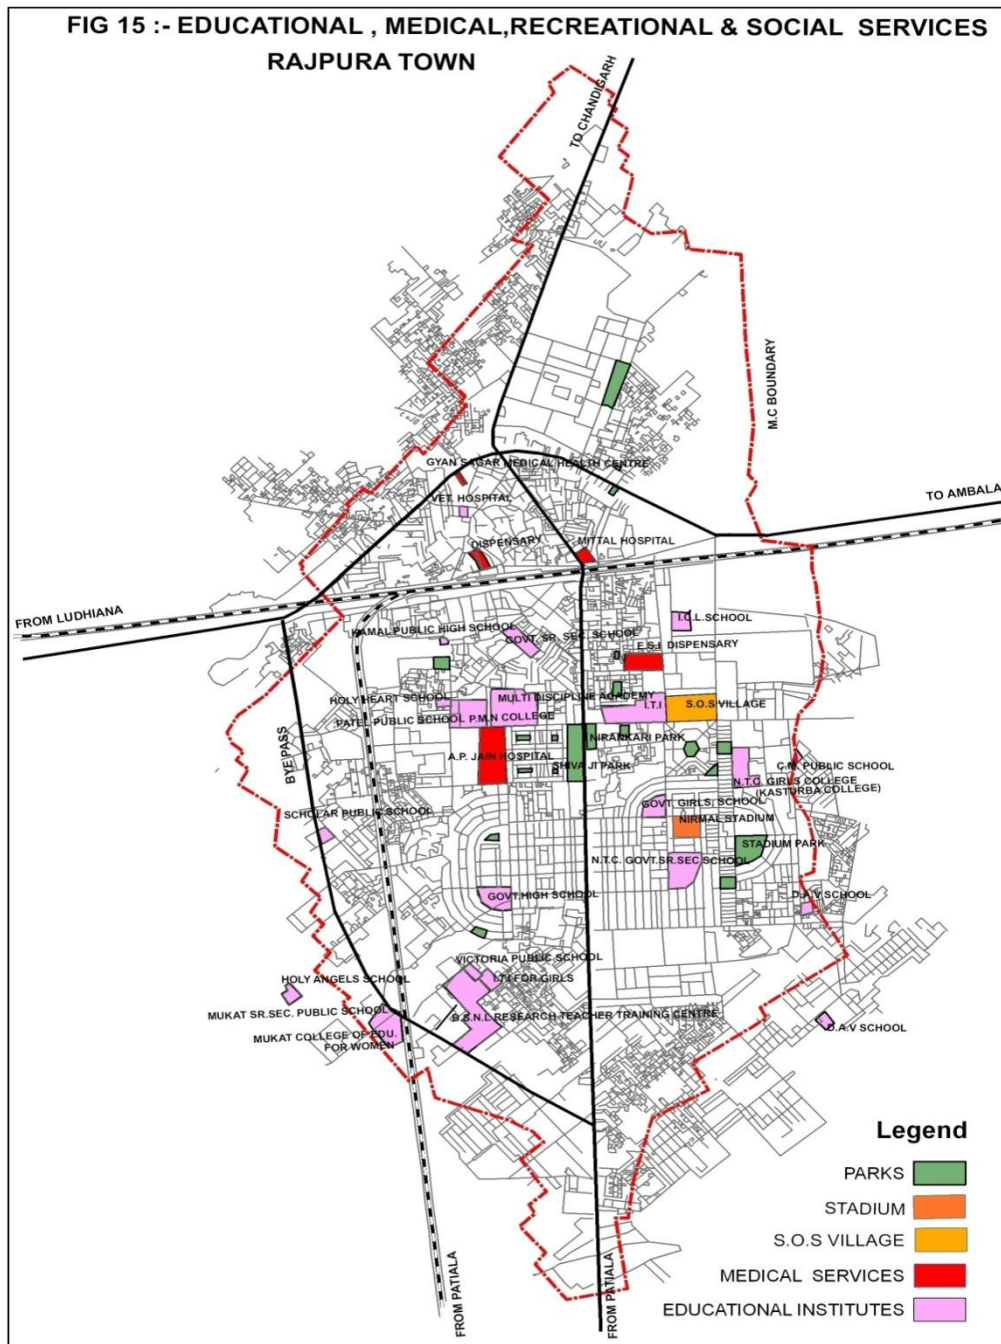 FIG 15 :- EDUCATIONAL , MEDICAL,RECREATIONAL & SOCIAL SERVICES
RAJPURA TOWN
TO CHANDIGARH
M.C BOUNDARY
GYAN SAGAR MEDICAL HEALTH CENTRE
VET. HOSPITAL
TO AMBALA
DISPENSARY
MITTAL HOSPITAL
FROM LUDHIANA
I.C.L.SCHOOL
KAMAL PUBLIC HIGH SCHOOL
GOVT. SR. SEC. SCHOOL
E.S.I DISPENSARY
HOLY HEART SCHOOL
MULTI DISCIPLINE ACADEMY
I.T.I
S.O.S VILLAGE
PATEL PUBLIC SCHOOL
P.M.N COLLEGE
NIRANKARI PARK
BYE PASS
A.P. JAIN HOSPITAL
SHIVA JI PARK
C.M. PUBLIC SCHOOL
N.T.C. GIRLS COLLEGE
(KASTURBA COLLEGE)
GOVT. GIRLS, SCHOOL
SCHOLAR PUBLIC SCHOOL
NIRMAL STADIUM
STADIUM PARK
N.T.C. GOVT.SR.SEC SCHOOL
GOVT.HIGH SCHOOL
D.A.V SCHOOL
VICTORIA PUBLIC SCHOOL
HOLY ANGELS SCHOOL
I.T.I FOR GIRLS
MUKAT SR.SEC. PUBLIC SCHOOL
B.S.N.L RESEARCH TEACHER TRAINING CENTRE
D.A.V SCHOOL
MUKAT COLLEGE OF EDU.
FOR WOMEN
Legend
PARKS
STADIUM
S.O.S VILLAGE
MEDICAL SERVICES
EDUCATIONAL INSTITUTES
FROM PATIALA
FROM PATIALA